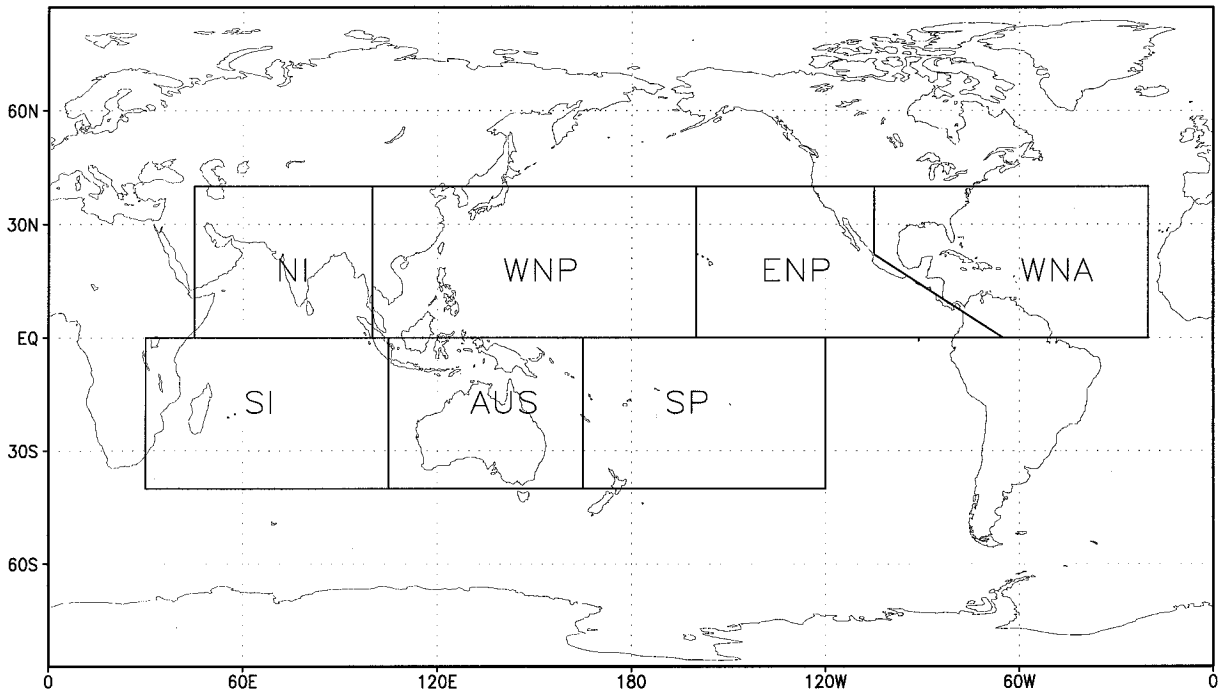 60N
30N
NI WNP ENP WNA
EQ
SI AUS SP
30S
60S
0 60E 120E 180 120W 60W 0